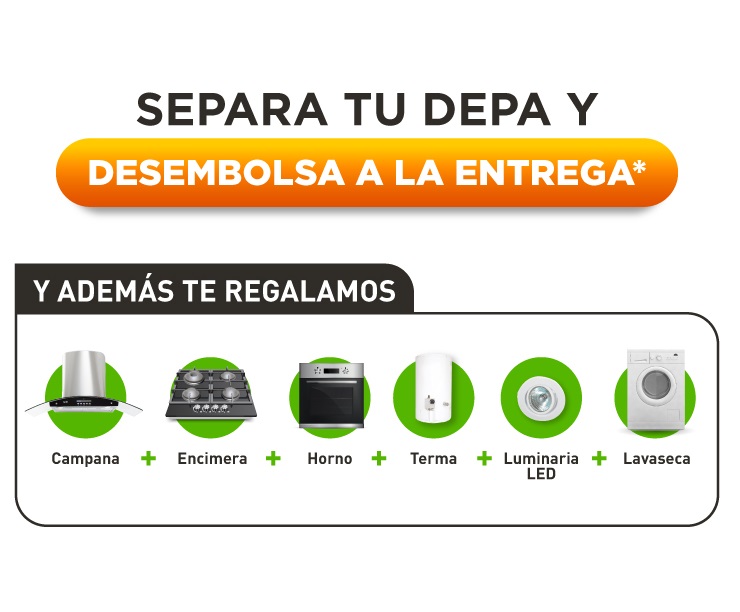 SEPARA TU DEPA Y
DESEMBOLSA A LA ENTREGA*
Y ADEMÁS TE REGALAMOS
Campana + Encimera + Horno + Terma + Luminaria LED + Lavaseca